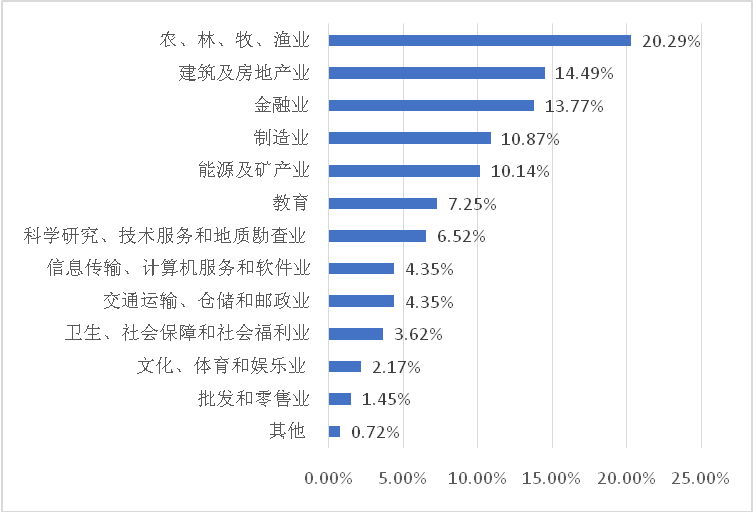 农、林、牧、渔业 20.29%
建筑及房地产业 14.49%
金融业 13.77%
制造业 10.87%
能源及矿产业 10.14%
教育 7.25%
科学研究、技术服务和地质勘查业 6.52%
信息传输、计算机服务和软件业 4.35%
交通运输、仓储和邮政业 4.35%
卫生、社会保障和社会福利业 3.62%
文化、体育和娱乐业 2.17%
批发和零售业 1.45%
其他 0.72%
0.00% 5.00% 10.00% 15.00% 20.00% 25.00%